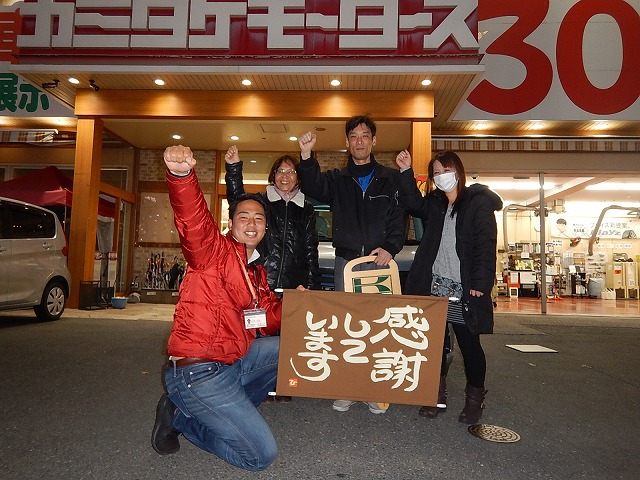 カミタケモータース
30
展示
感謝
して
います